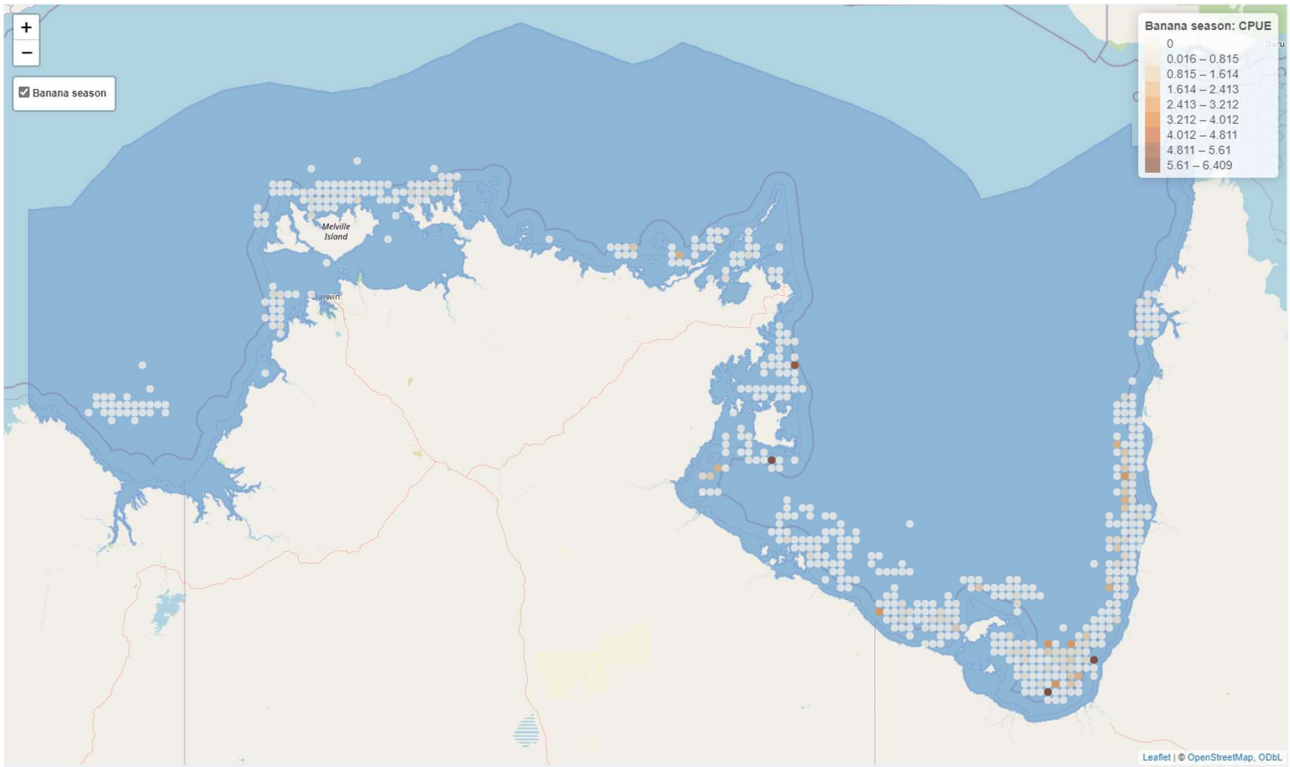 +
−
Banana season
Banana season: CPUE
0
0.016 – 0.815
0.815 – 1.614
1.614 – 2.413
2.413 – 3.212
3.212 – 4.012
4.012 – 4.811
4.811 – 5.61
5.61 – 6.409
Daru
Melville
Island
Darwin
Leaflet | © OpenStreetMap, ODbL